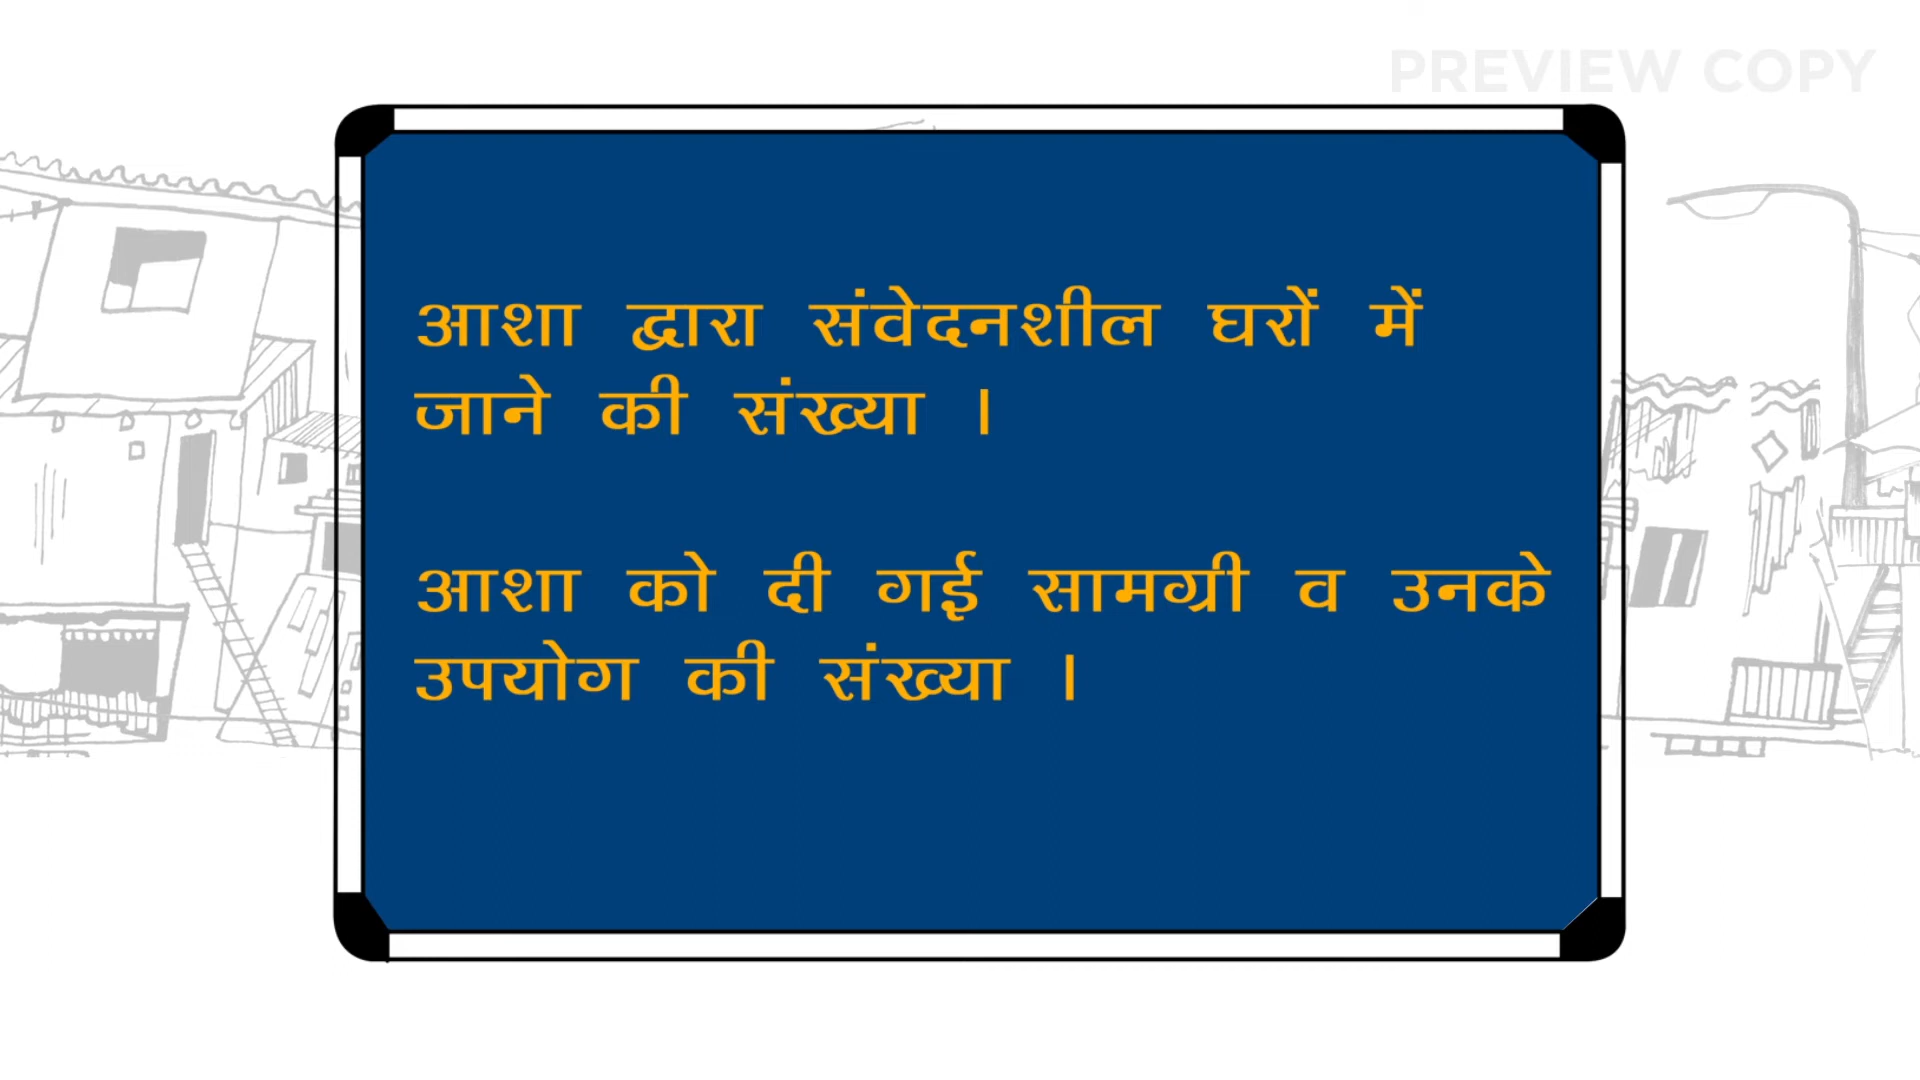 PREVIEW COPY
आशा द्वारा संवेदनशील घरों में
जाने की संख्या ।
आशा को दी गई सामग्री व उनके
उपयोग की संख्या ।